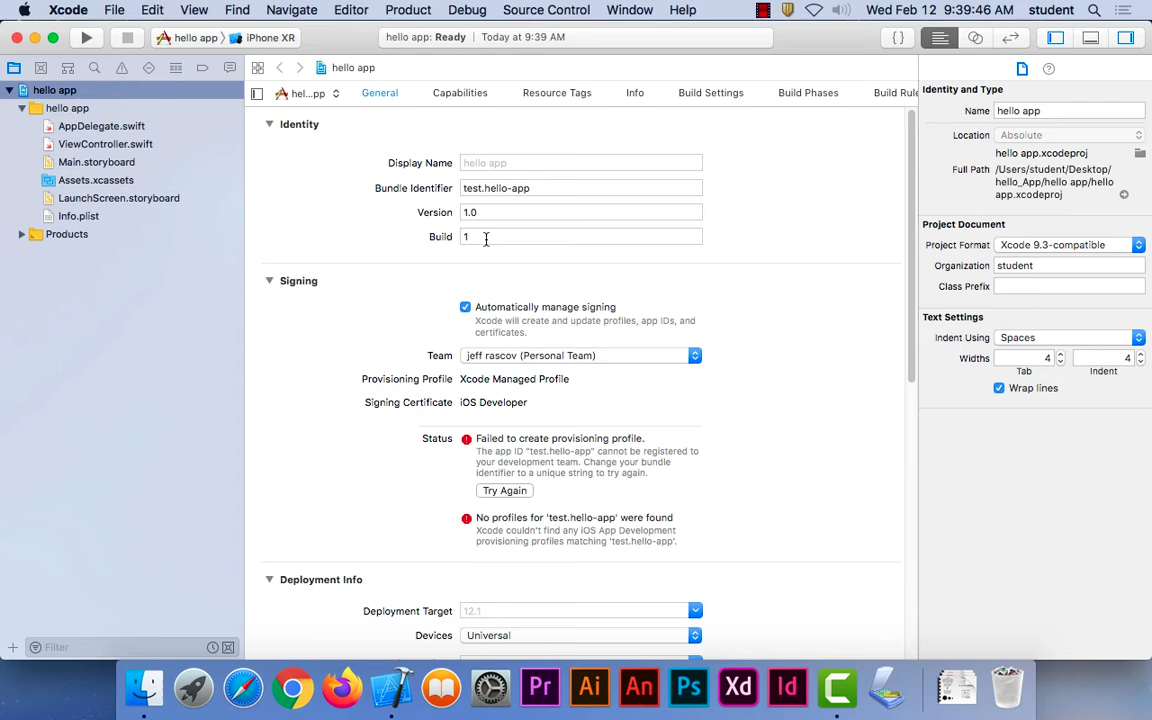 Xcode File Edit View Find Navigate Editor Product Debug Source Control Window Help Wed Feb 12 9:39:46 AM student
hello app iPhone XR hello app: Ready Today at 9:39 AM { }
hello app
hello app
AppDelegate.swift
ViewController.swift
Main.storyboard
Assets.xcassets
LaunchScreen.storyboard
Info.plist
Products
Filter
hello app
hel...pp General Capabilities Resource Tags Info Build Settings Build Phases Build Rule
Identity
Display Name hello app
Bundle Identifier test.hello-app
Version 1.0
Build 1
Signing
Automatically manage signing
Xcode will create and update profiles, app IDs, and
certificates.
Team jeff rascov (Personal Team)
Provisioning Profile Xcode Managed Profile
Signing Certificate iOS Developer
Status Failed to create provisioning profile.
The app ID "test.hello-app" cannot be registered to
your development team. Change your bundle
identifier to a unique string to try again.
Try Again
No profiles for 'test.hello-app' were found
Xcode couldn't find any iOS App Development
provisioning profiles matching 'test.hello-app'.
Deployment Info
Deployment Target 12.1
Devices Universal
Identity and Type
Name hello app
Location Absolute
hello app.xcodeproj
Full Path /Users/student/Desktop/
hello_App/hello app/hello
app.xcodeproj
Project Document
Project Format Xcode 9.3-compatible
Organization student
Class Prefix
Text Settings
Indent Using Spaces
Widths 4 4
Tab Indent
Wrap lines
Pr Ai An Ps Xd Id C